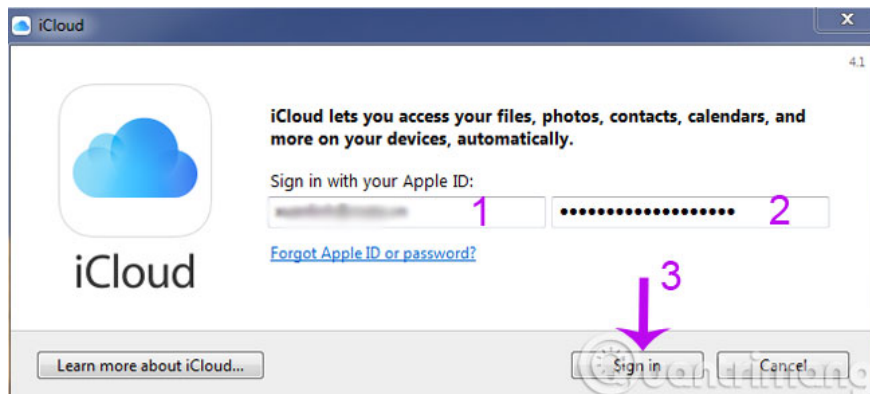 iCloud
4.1
iCloud lets you access your files, photos, contacts, calendars, and
more on your devices, automatically.
Sign in with your Apple ID:
1
••••••••••••••••••• 2
Forgot Apple ID or password?
iCloud
3
Learn more about iCloud...
Sign in
Cancel
quantrimang